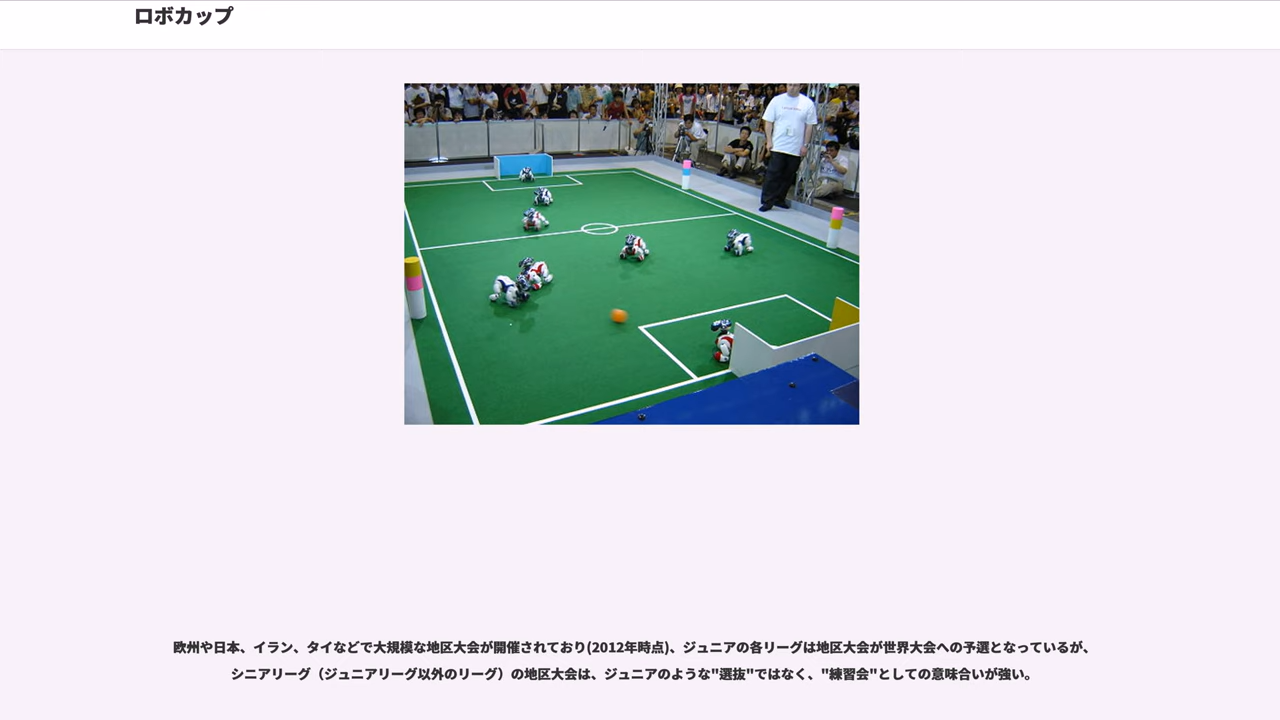 ロボカップ
欧州や日本、イラン、タイなどで大規模な地区大会が開催されており(2012年時点)、ジュニアの各リーグは地区大会が世界大会への予選となっているが、
シニアリーグ（ジュニアリーグ以外のリーグ）の地区大会は、ジュニアのような"選抜"ではなく、"練習会"としての意味合いが強い。